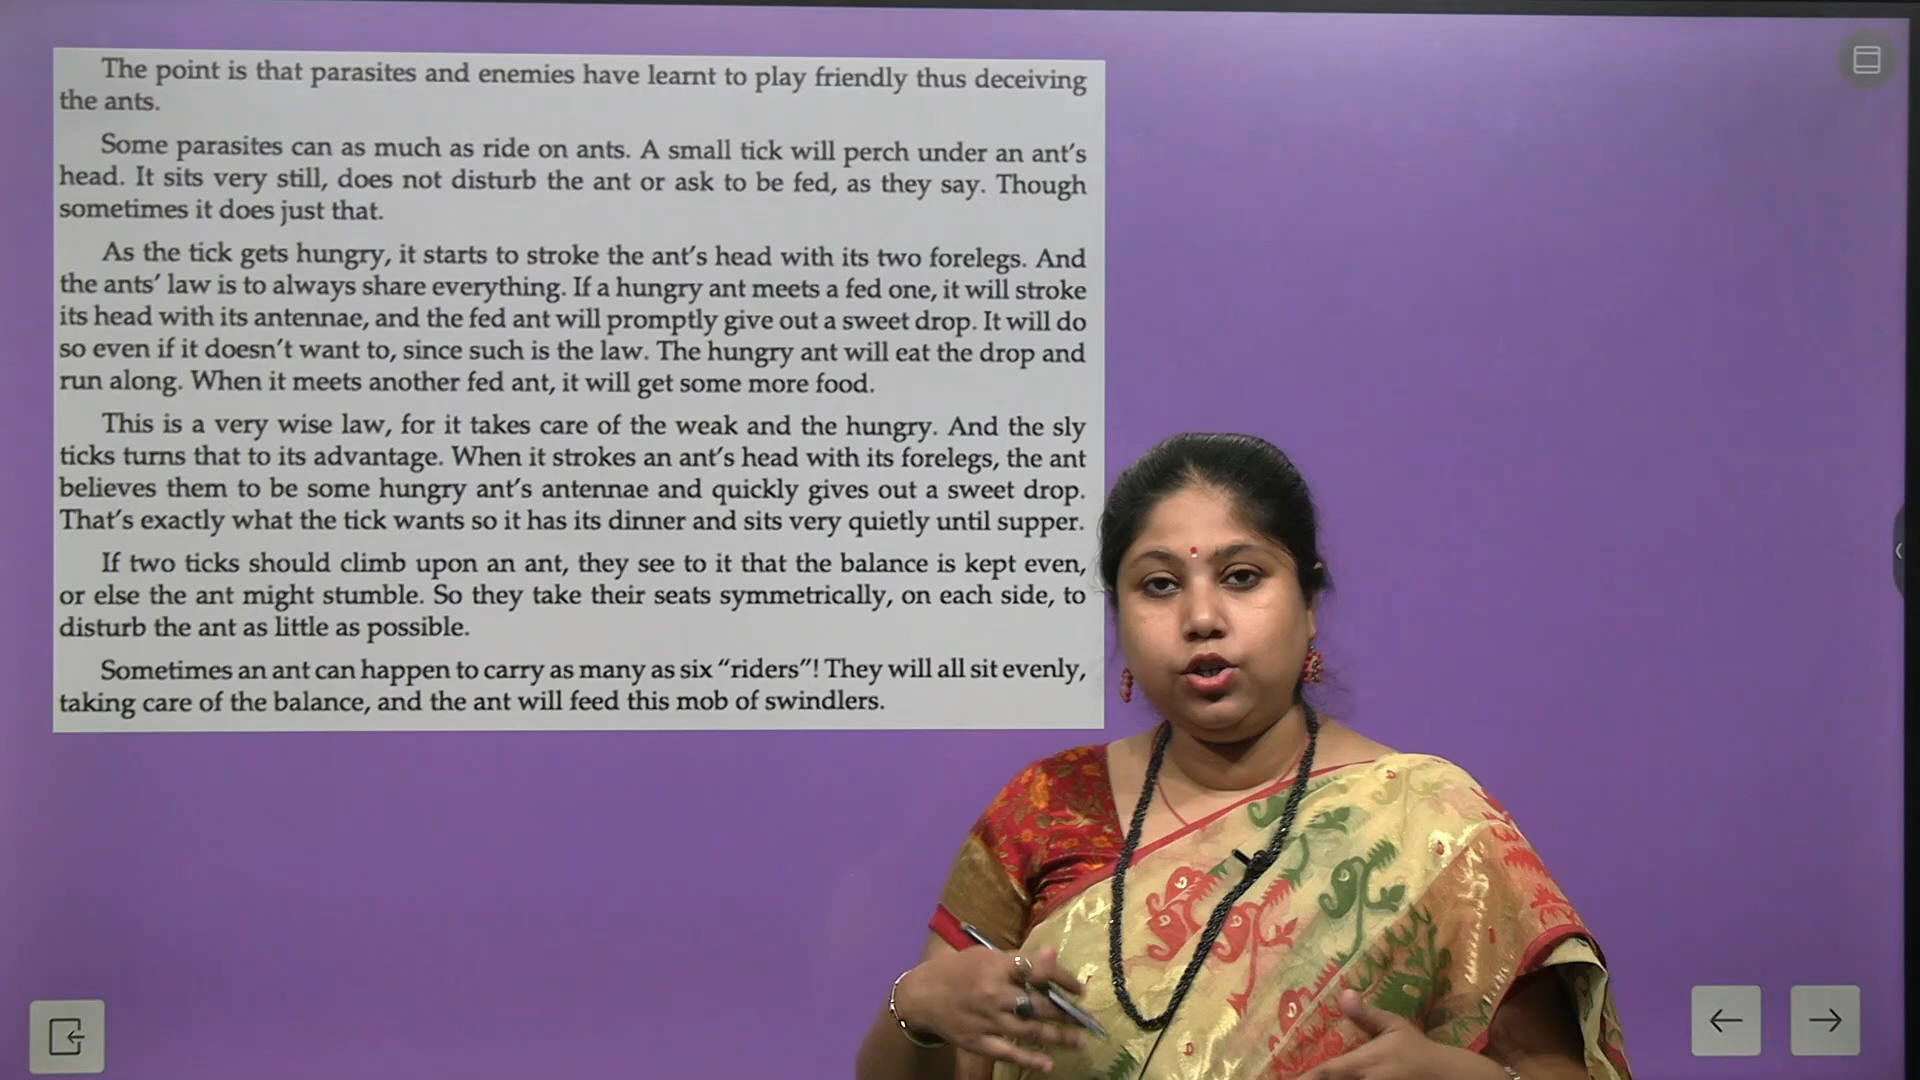 The point is that parasites and enemies have learnt to play friendly thus deceiving
the ants.
Some parasites can as much as ride on ants. A small tick will perch under an ant's
head. It sits very still, does not disturb the ant or ask to be fed, as they say. Though
sometimes it does just that.
As the tick gets hungry, it starts to stroke the ant's head with its two forelegs. And
the ants' law is to always share everything. If a hungry ant meets a fed one, it will stroke
its head with its antennae, and the fed ant will promptly give out a sweet drop. It will do
so even if it doesn't want to, since such is the law. The hungry ant will eat the drop and
run along. When it meets another fed ant, it will get some more food.
This is a very wise law, for it takes care of the weak and the hungry. And the sly
ticks turns that to its advantage. When it strokes an ant's head with its forelegs, the ant
believes them to be some hungry ant's antennae and quickly gives out a sweet drop.
That's exactly what the tick wants so it has its dinner and sits very quietly until supper.
If two ticks should climb upon an ant, they see to it that the balance is kept even,
or else the ant might stumble. So they take their seats symmetrically, on each side, to
disturb the ant as little as possible.
Sometimes an ant can happen to carry as many as six "riders"! They will all sit evenly,
taking care of the balance, and the ant will feed this mob of swindlers.